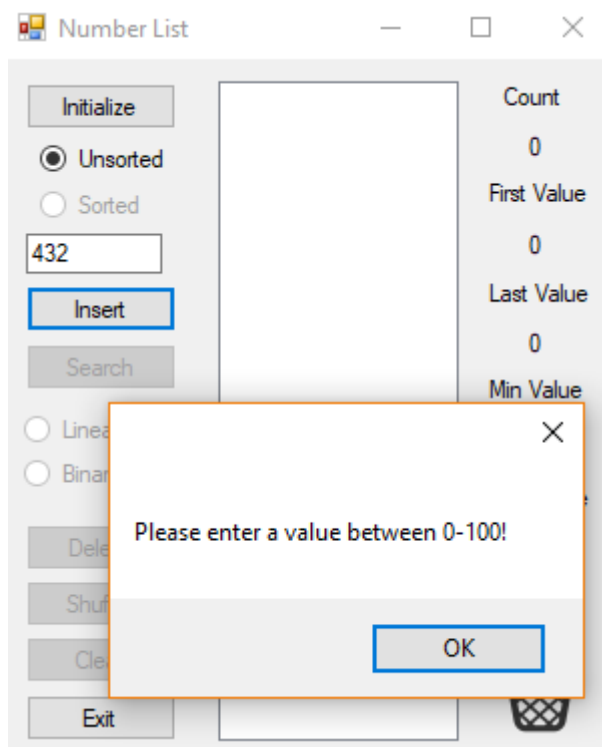 Number List
Initialize
Unsorted
Sorted
432
Insert
Search
Count
0
First Value
0
Last Value
0
Min Value
Please enter a value between 0-100!
OK
Exit